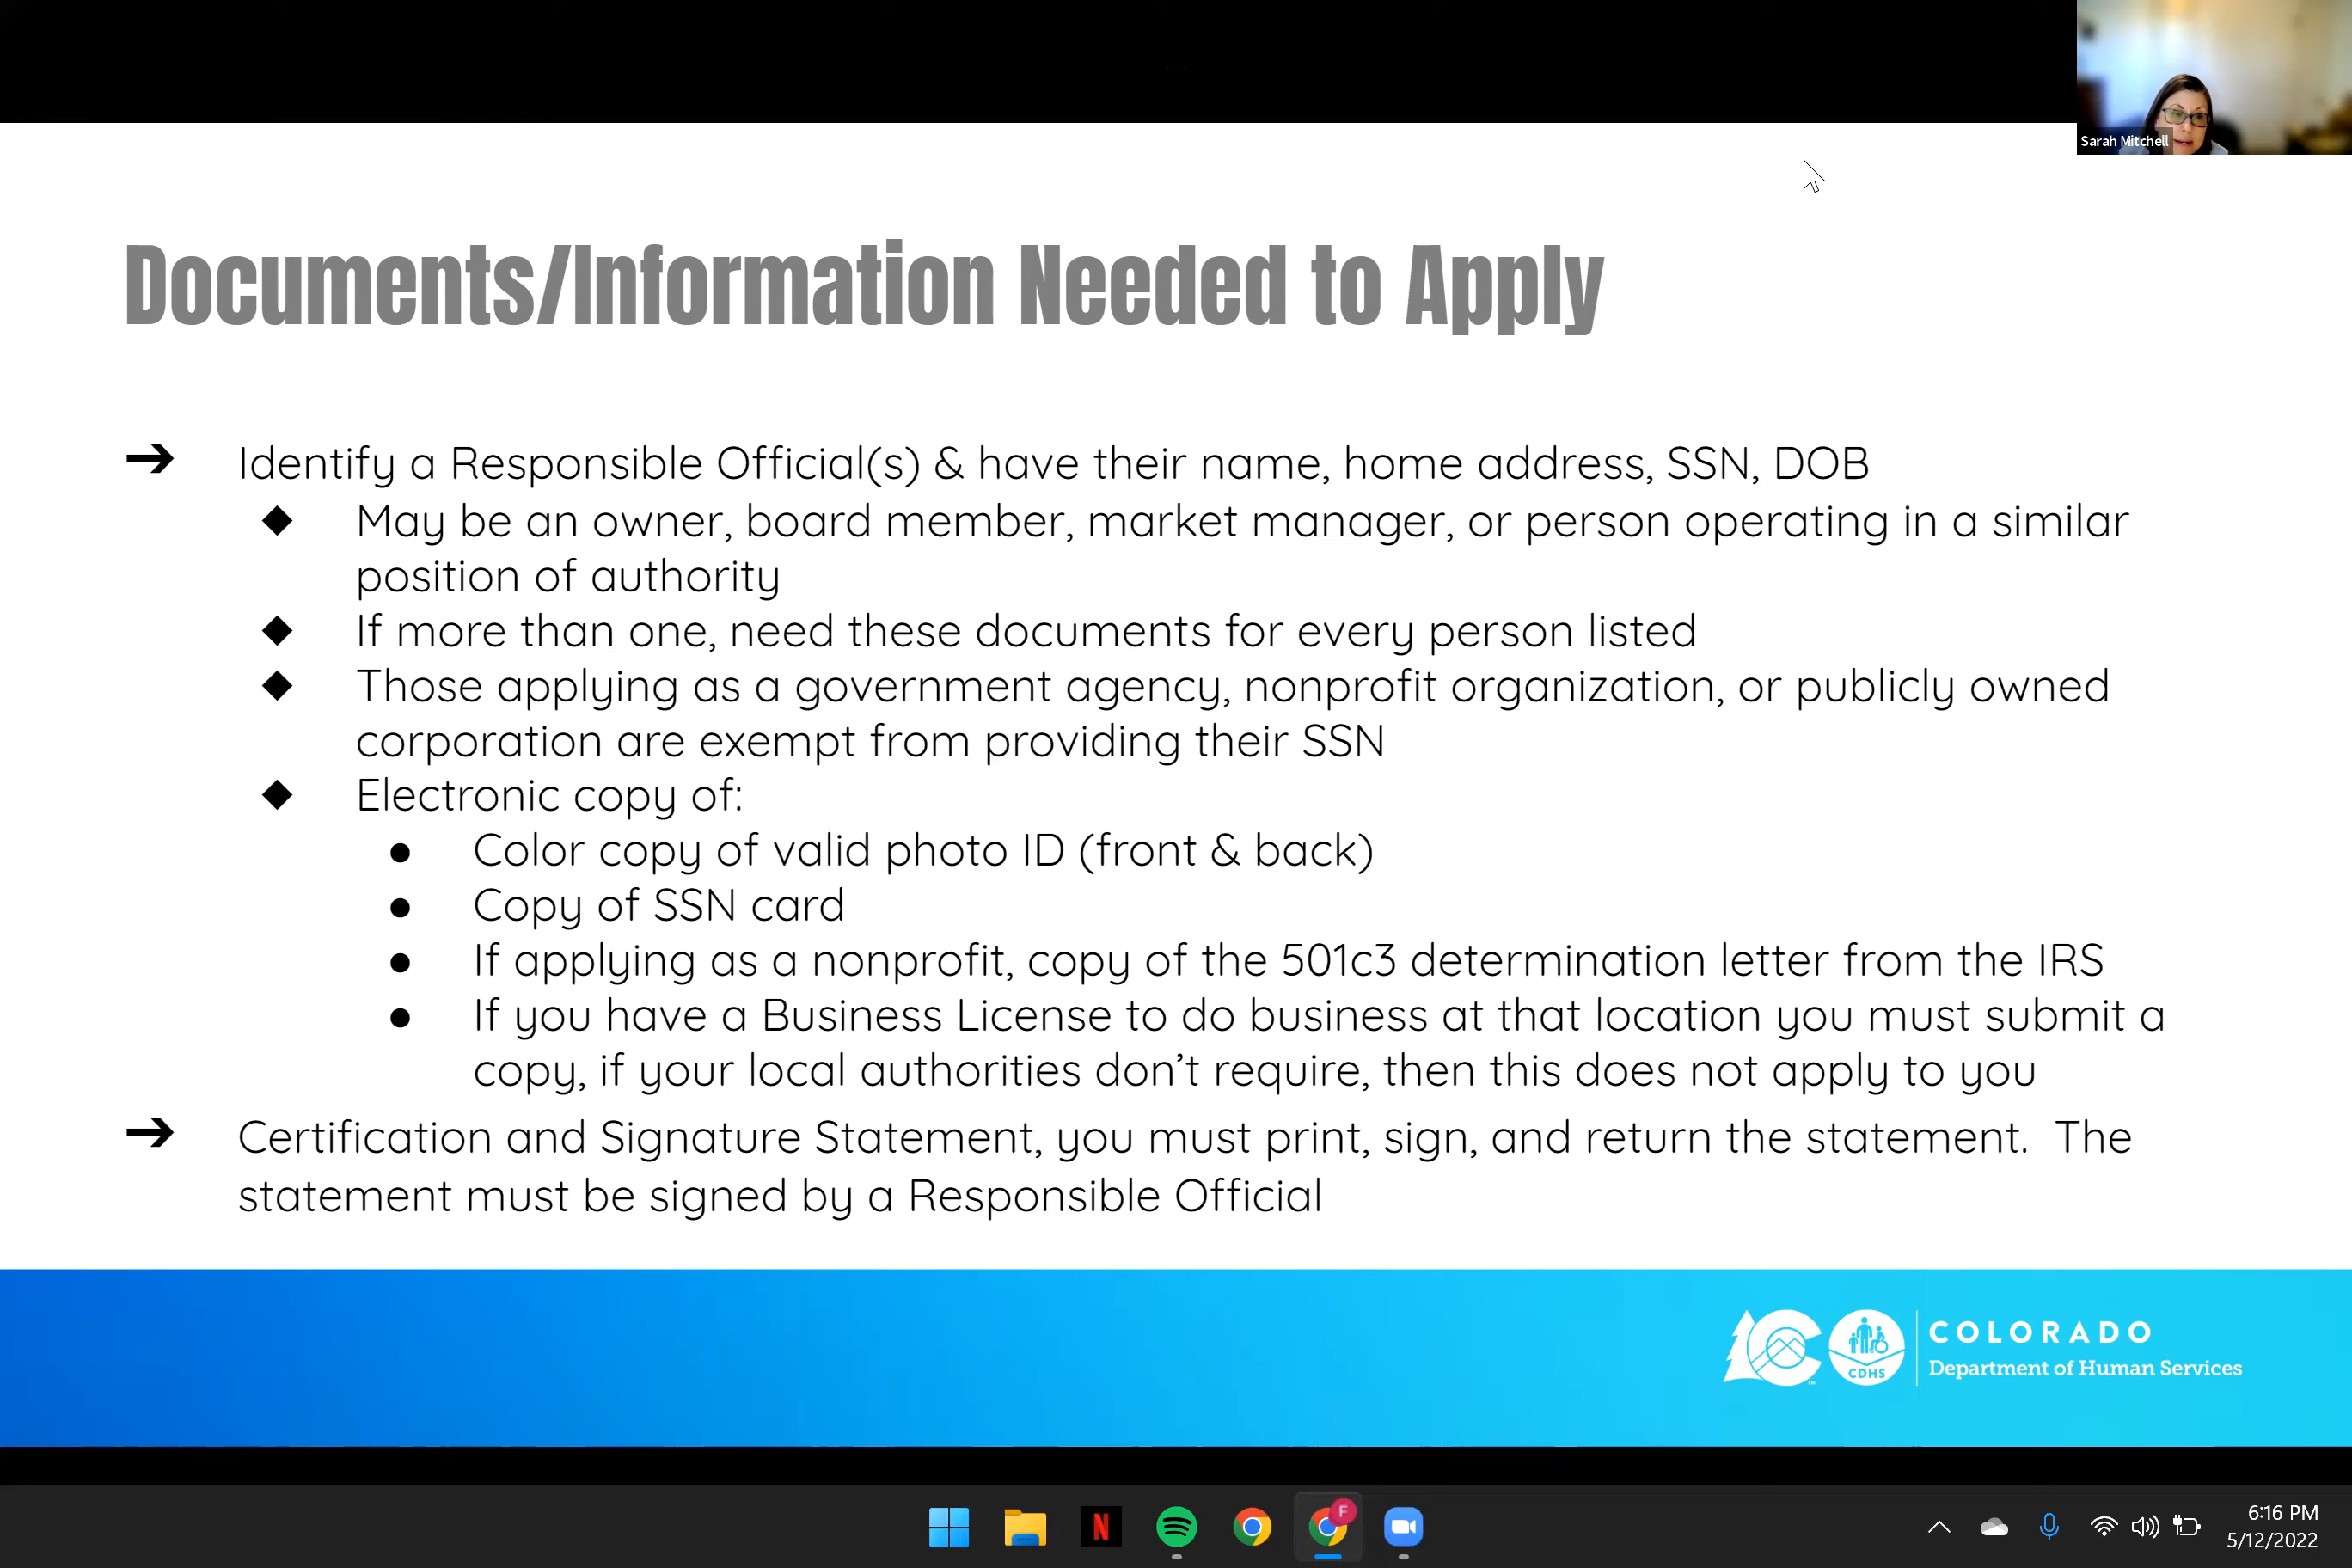 Sarah Mitchell
Documents/Information Needed to Apply
➔ Identify a Responsible Official(s) & have their name, home address, SSN, DOB
◆ May be an owner, board member, market manager, or person operating in a similar
position of authority
◆ If more than one, need these documents for every person listed
◆ Those applying as a government agency, nonprofit organization, or publicly owned
corporation are exempt from providing their SSN
◆ Electronic copy of:
● Color copy of valid photo ID (front & back)
● Copy of SSN card
● If applying as a nonprofit, copy of the 501c3 determination letter from the IRS
● If you have a Business License to do business at that location you must submit a
copy, if your local authorities don’t require, then this does not apply to you
➔ Certification and Signature Statement, you must print, sign, and return the statement.  The
statement must be signed by a Responsible Official
CDHS
COLORADO
Department of Human Services
N
F
6:16 PM
5/12/2022